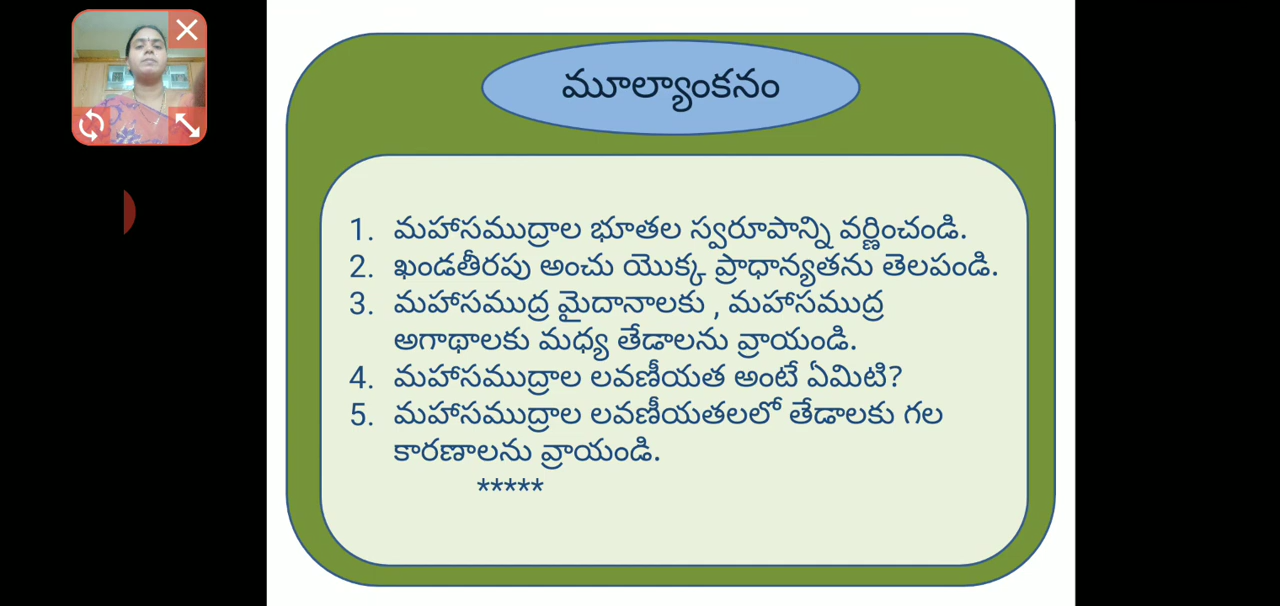 మూల్యాంకనం
1. మహాసముద్రాల భూతల స్వరూపాన్ని వర్ణించండి.
2. ఖండతీరపు అంచు యొక్క ప్రాధాన్యతను తెలపండి.
3. మహాసముద్ర మైదానాలకు , మహాసముద్ర
అగాథాలకు మధ్య తేడాలను వ్రాయండి.
4. మహాసముద్రాల లవణీయత అంటే ఏమిటి?
5. మహాసముద్రాల లవణీయతలలో తేడాలకు గల
కారణాలను వ్రాయండి.
*****